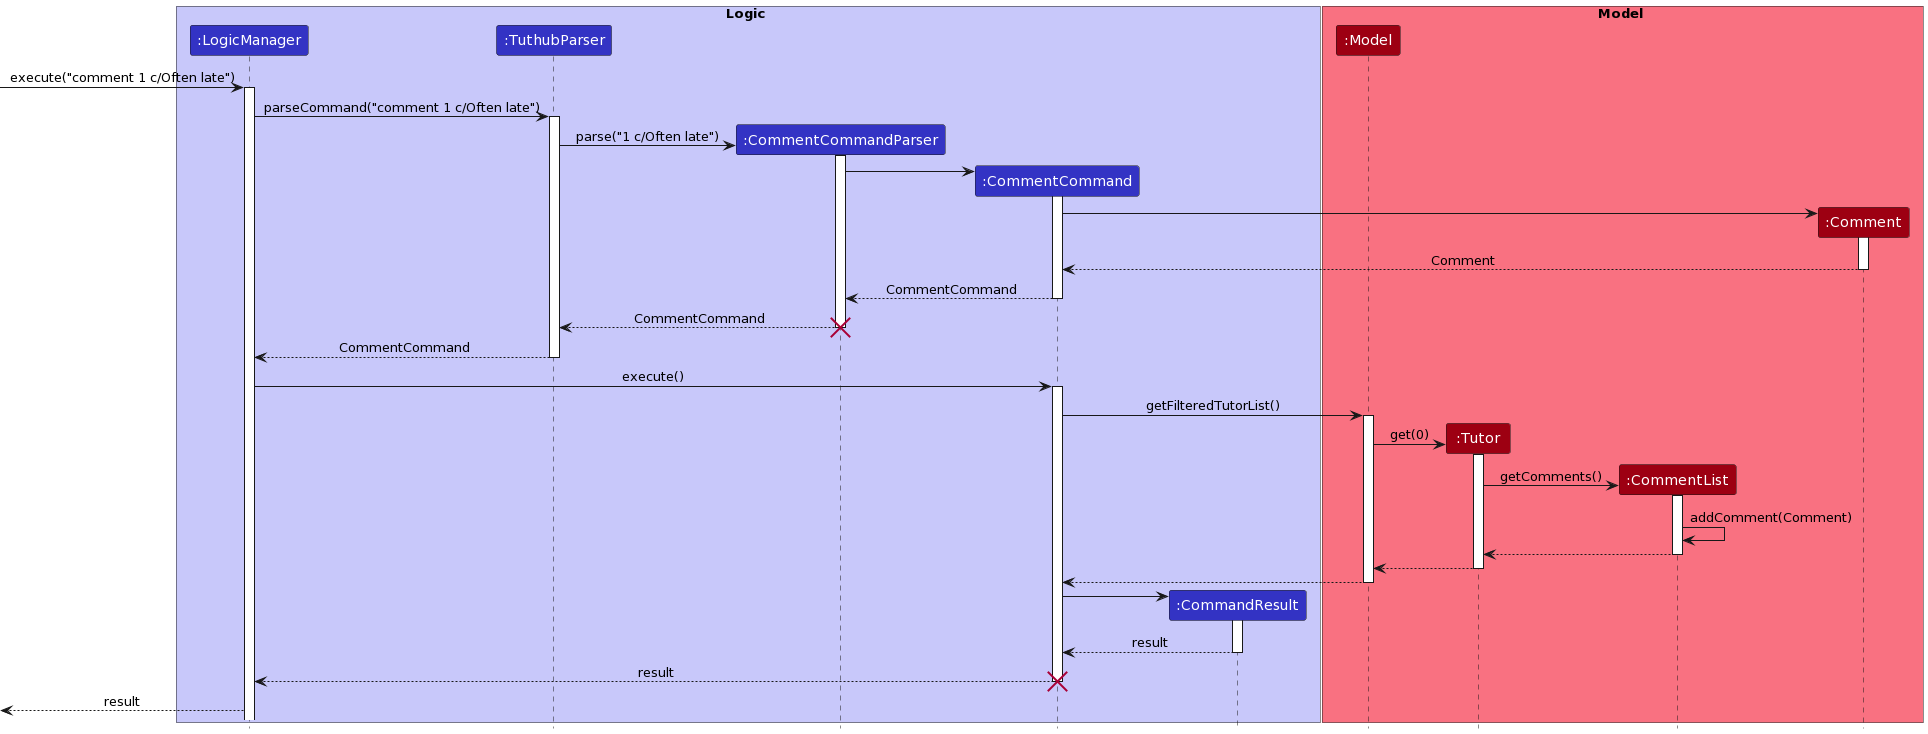 Logic
Model
:LogicManager
:TuthubParser
:Model
execute("comment 1 c/Often late")
parseCommand("comment 1 c/Often late")
parse("1 c/Often late")
:CommentCommandParser
:CommentCommand
:Comment
Comment
CommentCommand
CommentCommand
CommentCommand
execute()
getFilteredTutorList()
get(0)
:Tutor
getComments()
:CommentList
addComment(Comment)
:CommandResult
result
result
result